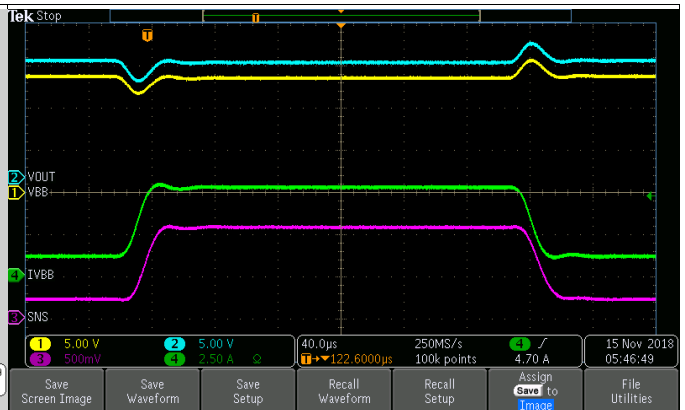 Tek Stop
T
T
2 VOUT
1 VBB
4 IVBB
3 SNS
1 5.00 V 2 5.00 V
3 500mV 4 2.50 A Ω
40.0µs 250MS/s 4
T→▼122.6000µs 100k points 4.70 A
15 Nov 2018
05:46:49
Save Screen Image
Save Waveform
Save Setup
Recall Waveform
Recall Setup
Assign Save to Image
File Utilities